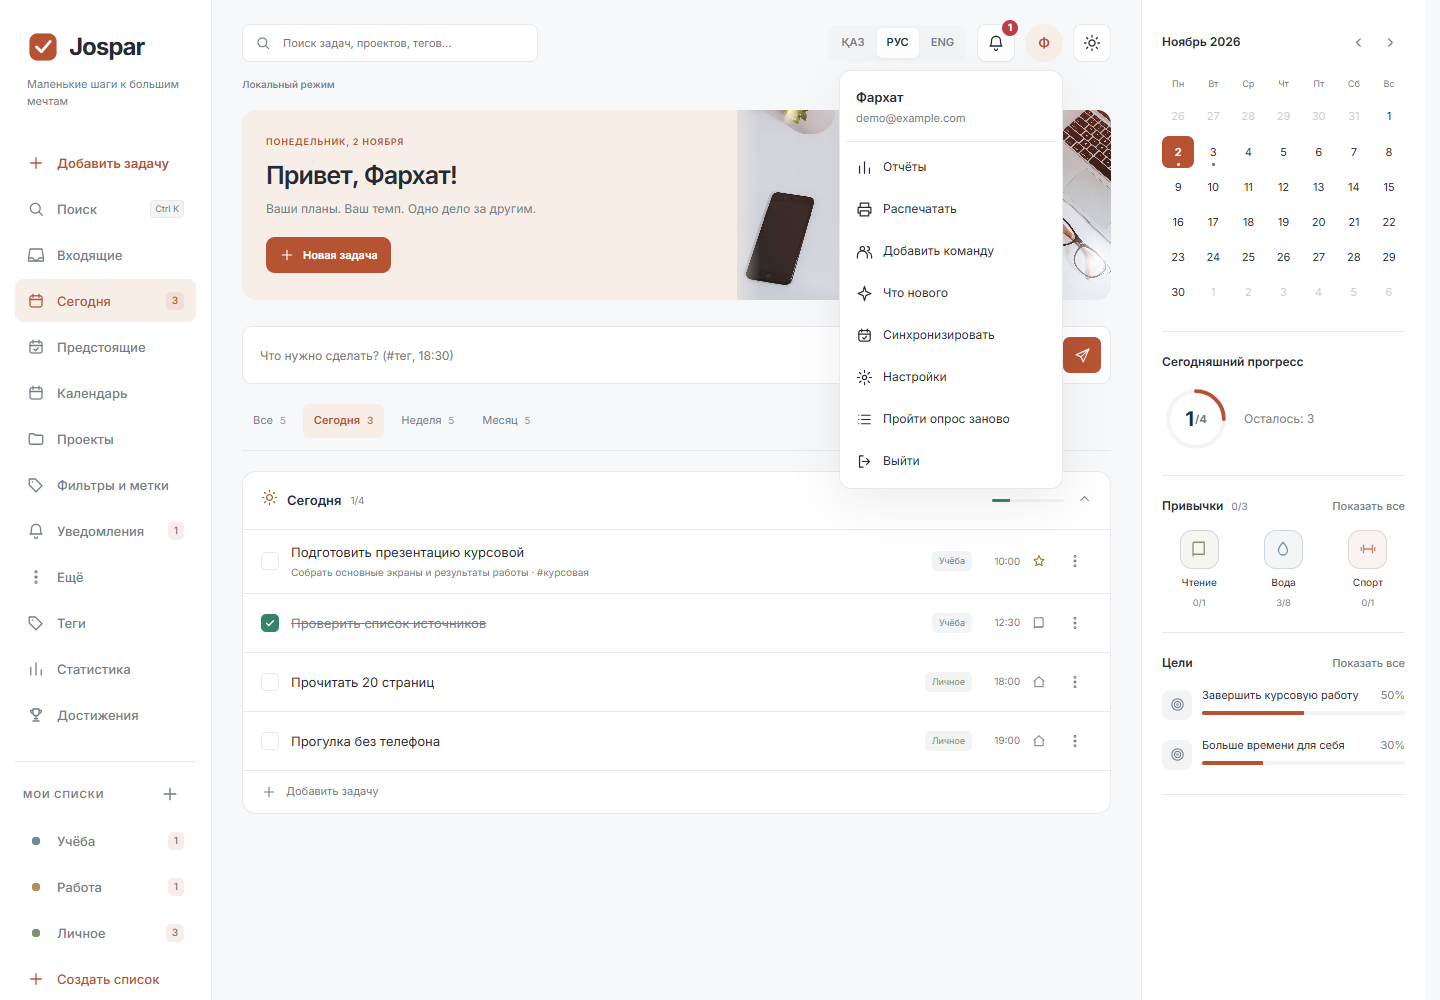 Jospar
Маленькие шаги к большим
мечтам
Добавить задачу
Поиск
Ctrl K
Входящие
Сегодня
3
Предстоящие
Календарь
Проекты
Фильтры и метки
Уведомления
1
Ещё
Теги
Статистика
Достижения
МОИ СПИСКИ
Учёба
1
Работа
1
Личное
3
Создать список
Поиск задач, проектов, тегов...
ҚАЗ
РУС
ENG
1
Ф
Локальный режим
ПОНЕДЕЛЬНИК, 2 НОЯБРЯ
Привет, Фархат!
Ваши планы. Ваш темп. Одно дело за другим.
Новая задача
Что нужно сделать? (#тег, 18:30)
Все 5
Сегодня 3
Неделя 5
Месяц 5
Сегодня 1/4
Подготовить презентацию курсовой
Учёба
10:00
Собрать основные экраны и результаты работы · #курсовая
Проверить список источников
Учёба
12:30
Прочитать 20 страниц
Личное
18:00
Прогулка без телефона
Личное
19:00
Добавить задачу
Фархат
demo@example.com
Отчёты
Распечатать
Добавить команду
Что нового
Синхронизировать
Настройки
Пройти опрос заново
Выйти
Ноябрь 2026
Пн Вт Ср Чт Пт Сб Вс
26 27 28 29 30 31 1
2 3 4 5 6 7 8
9 10 11 12 13 14 15
16 17 18 19 20 21 22
23 24 25 26 27 28 29
30 1 2 3 4 5 6
Сегодняшний прогресс
1/4
Осталось: 3
Привычки 0/3
Показать все
Чтение Вода Спорт
0/1 3/8 0/1
Цели
Показать все
Завершить курсовую работу 50%
Больше времени для себя 30%